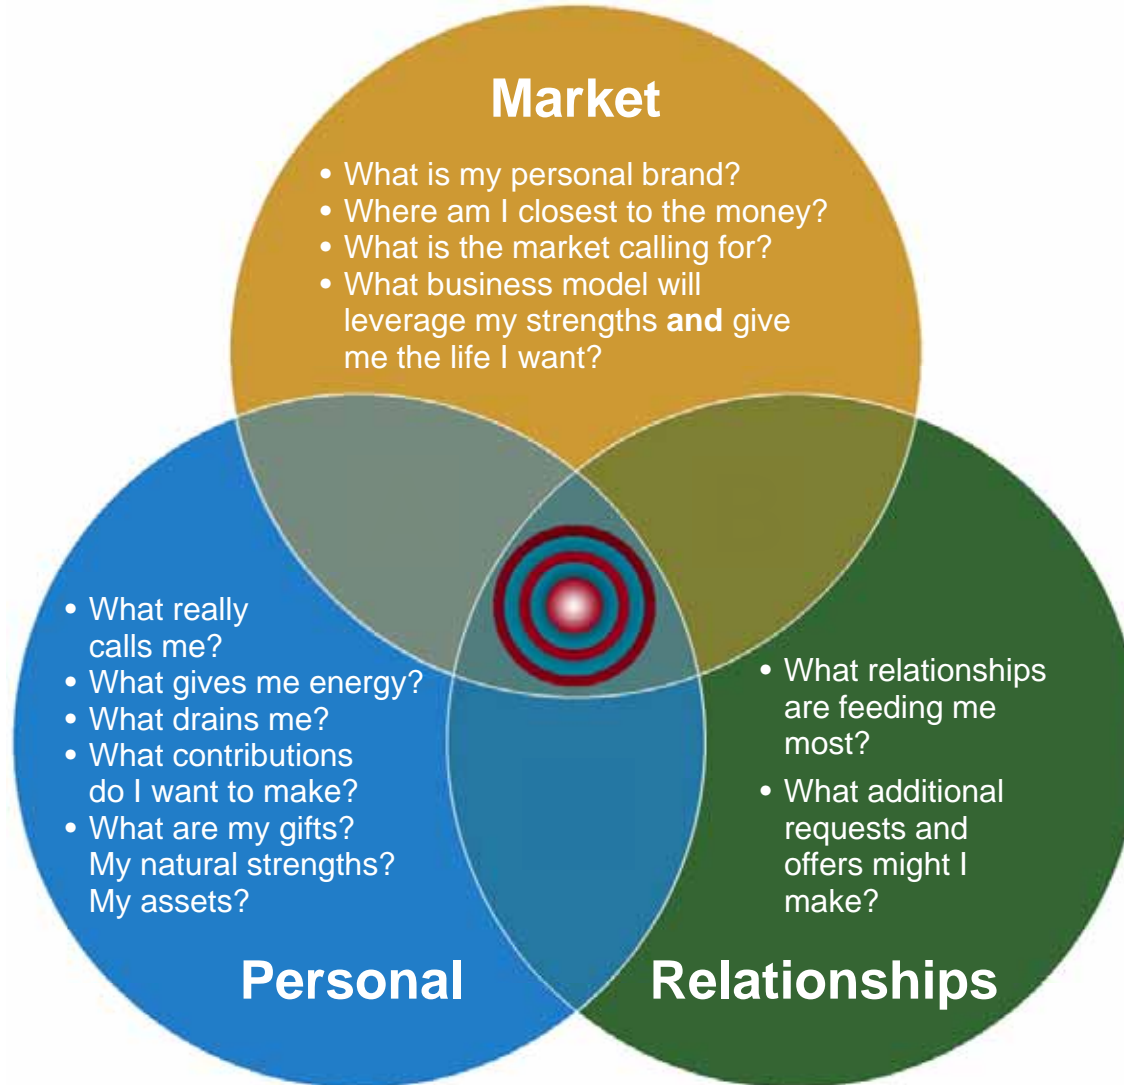 Market
• What is my personal brand?
• Where am I closest to the money?
• What is the market calling for?
• What business model will
leverage my strengths and give
me the life I want?
• What really
calls me?
• What gives me energy?
• What drains me?
• What contributions
do I want to make?
• What are my gifts?
My natural strengths?
My assets?
Personal
• What relationships
are feeding me
most?
• What additional
requests and
offers might I
make?
Relationships